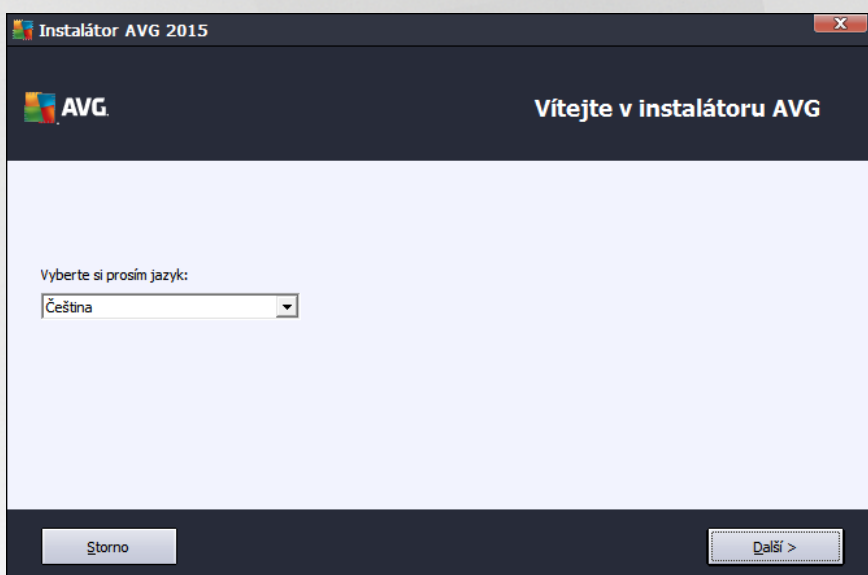 Instalátor AVG 2015
X
AVG.
Vítejte v instalátoru AVG
Vyberte si prosím jazyk:
Čeština
Storno
Další >